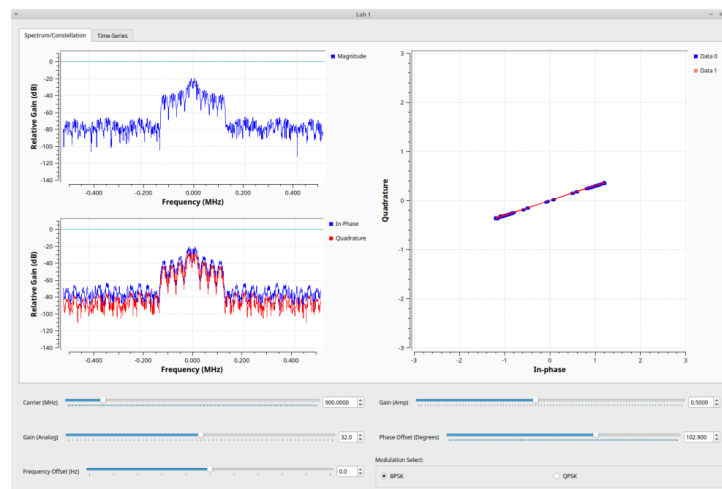 Lab 1
Spectrum/Constellation
Time-Series
Magnitude
Relative Gain (dB)
0
-20
-40
-60
-80
-100
-120
-140
-0.400
-0.200
0.000
0.200
0.400
Frequency (MHz)
In-Phase
Quadrature
Relative Gain (dB)
0
-20
-40
-60
-80
-100
-120
-140
-0.400
-0.200
0.000
0.200
0.400
Frequency (MHz)
Data 0
Data 1
Quadrature
3
2
1
0
-1
-2
-3
-3
-2
-1
0
1
2
3
In-phase
Carrier (MHz)
900.0000
Gain (Amp)
0.5000
Gain (Analog)
32.0
Phase Offset (Degrees)
102.900
Frequency Offset (Hz)
0.0
Modulation Select:
BPSK
QPSK